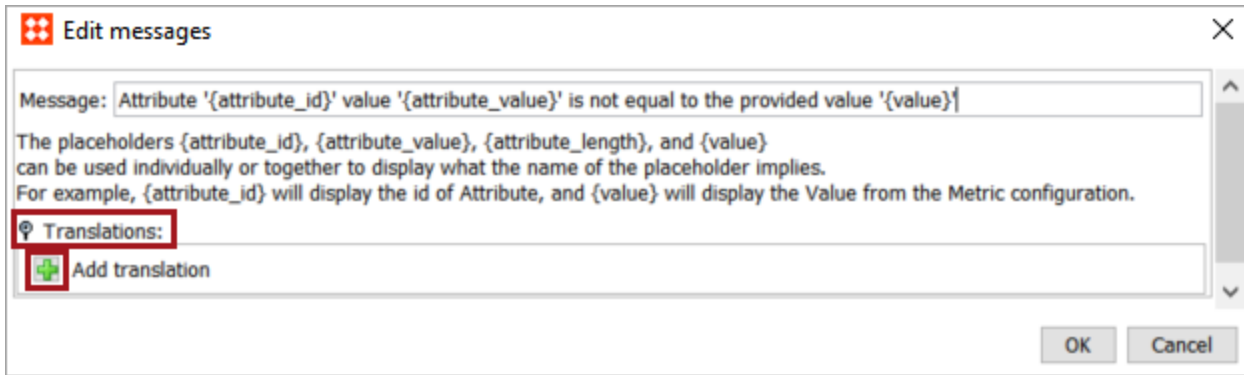 Edit messages
Message: Attribute '{attribute_id}' value '{attribute_value}' is not equal to the provided value '{value}'
The placeholders {attribute_id}, {attribute_value}, {attribute_length}, and {value}
can be used individually or together to display what the name of the placeholder implies.
For example, {attribute_id} will display the id of Attribute, and {value} will display the Value from the Metric configuration.
Translations:
Add translation
OK Cancel